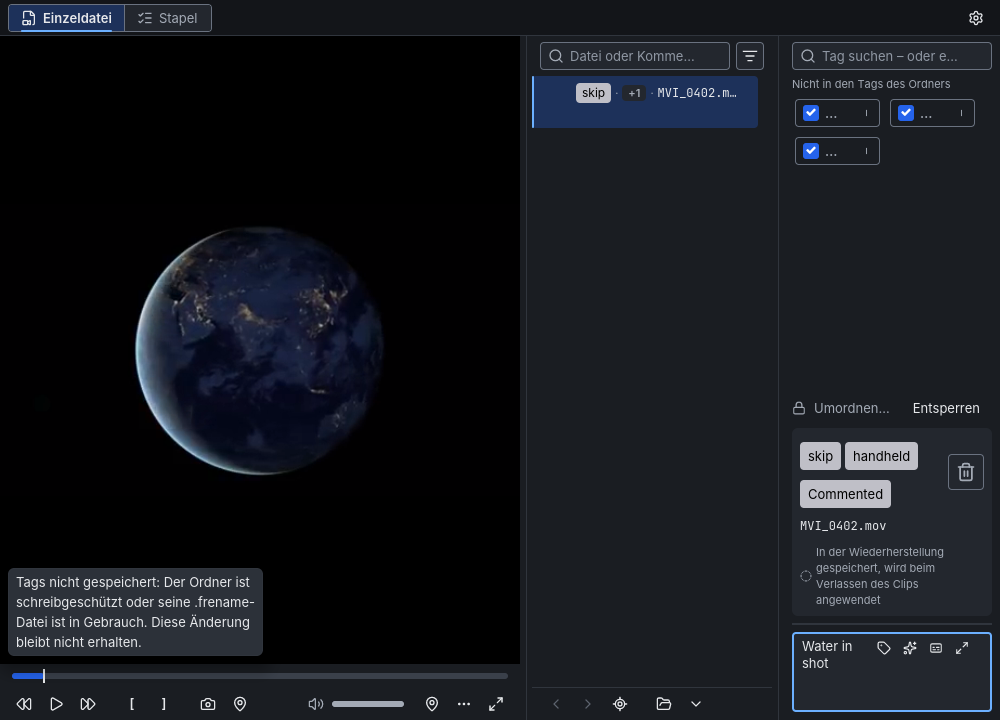 Einzeldatei
Stapel
Datei oder Komme...
Tag suchen – oder e...
Nicht in den Tags des Ordners
skip · +1 · MVI_0402.m...
...
...
...
Umordnen...
Entsperren
skip
handheld
Commented
MVI_0402.mov
In der Wiederherstellung
gespeichert, wird beim
Verlassen des Clips
angewendet
Tags nicht gespeichert: Der Ordner ist
schreibgeschützt oder seine .frename-
Datei ist in Gebrauch. Diese Änderung
bleibt nicht erhalten.
Water in
shot
[ ]